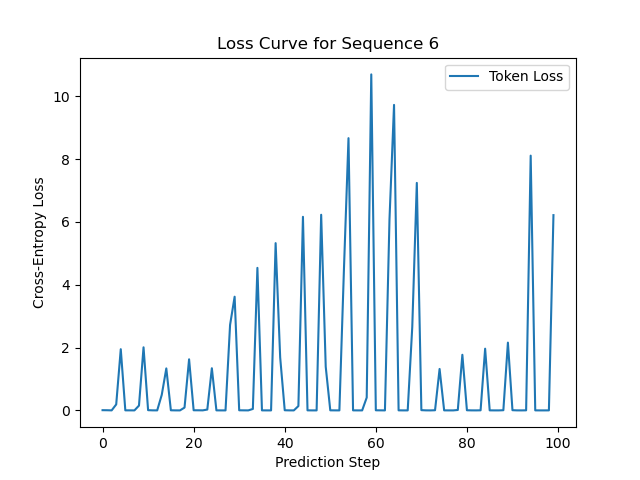 Loss Curve for Sequence 6
Token Loss
Cross-Entropy Loss
10
8
6
4
2
0
0 20 40 60 80 100
Prediction Step